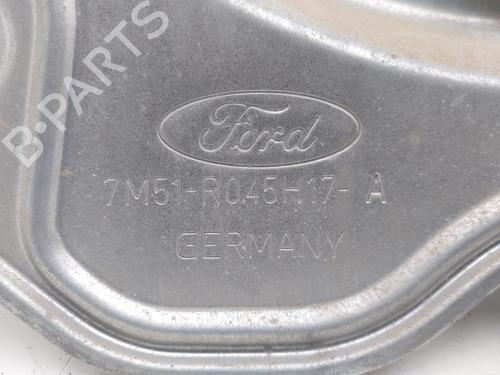 B-PARTS
Ford
7M51-R045H17- A
GERMANY